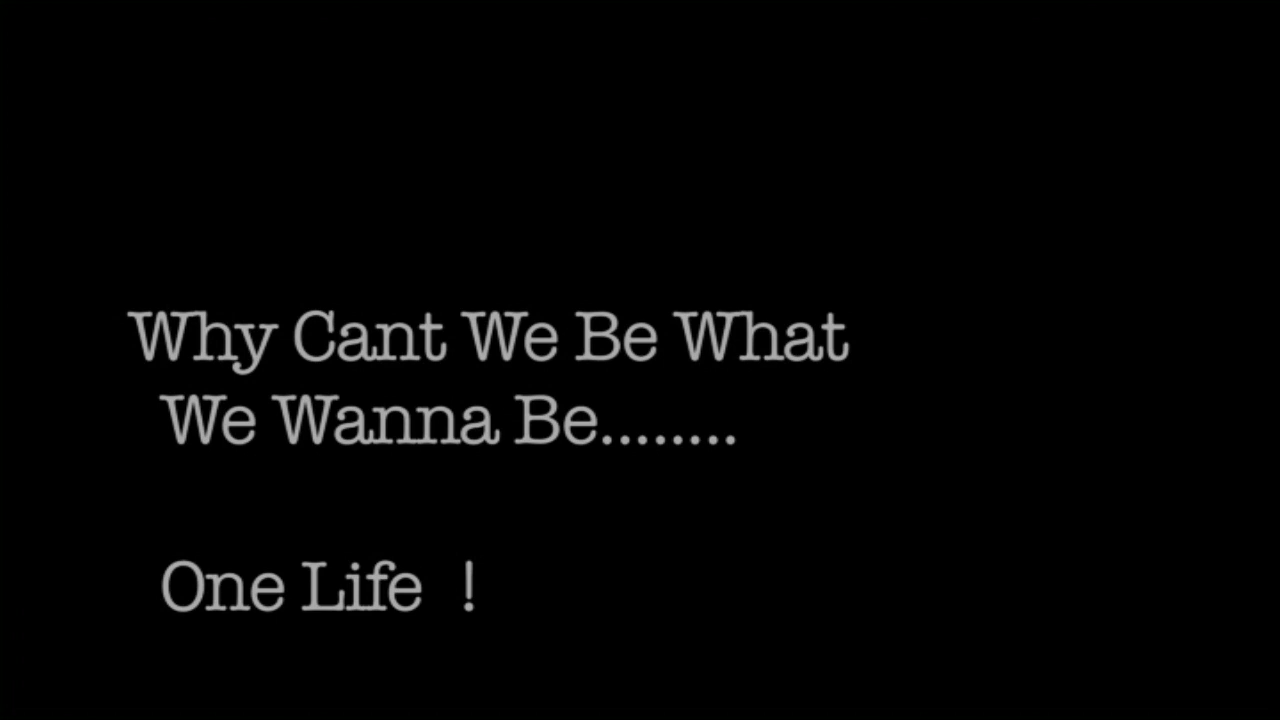 Why Cant We Be What
We Wanna Be........
One Life !